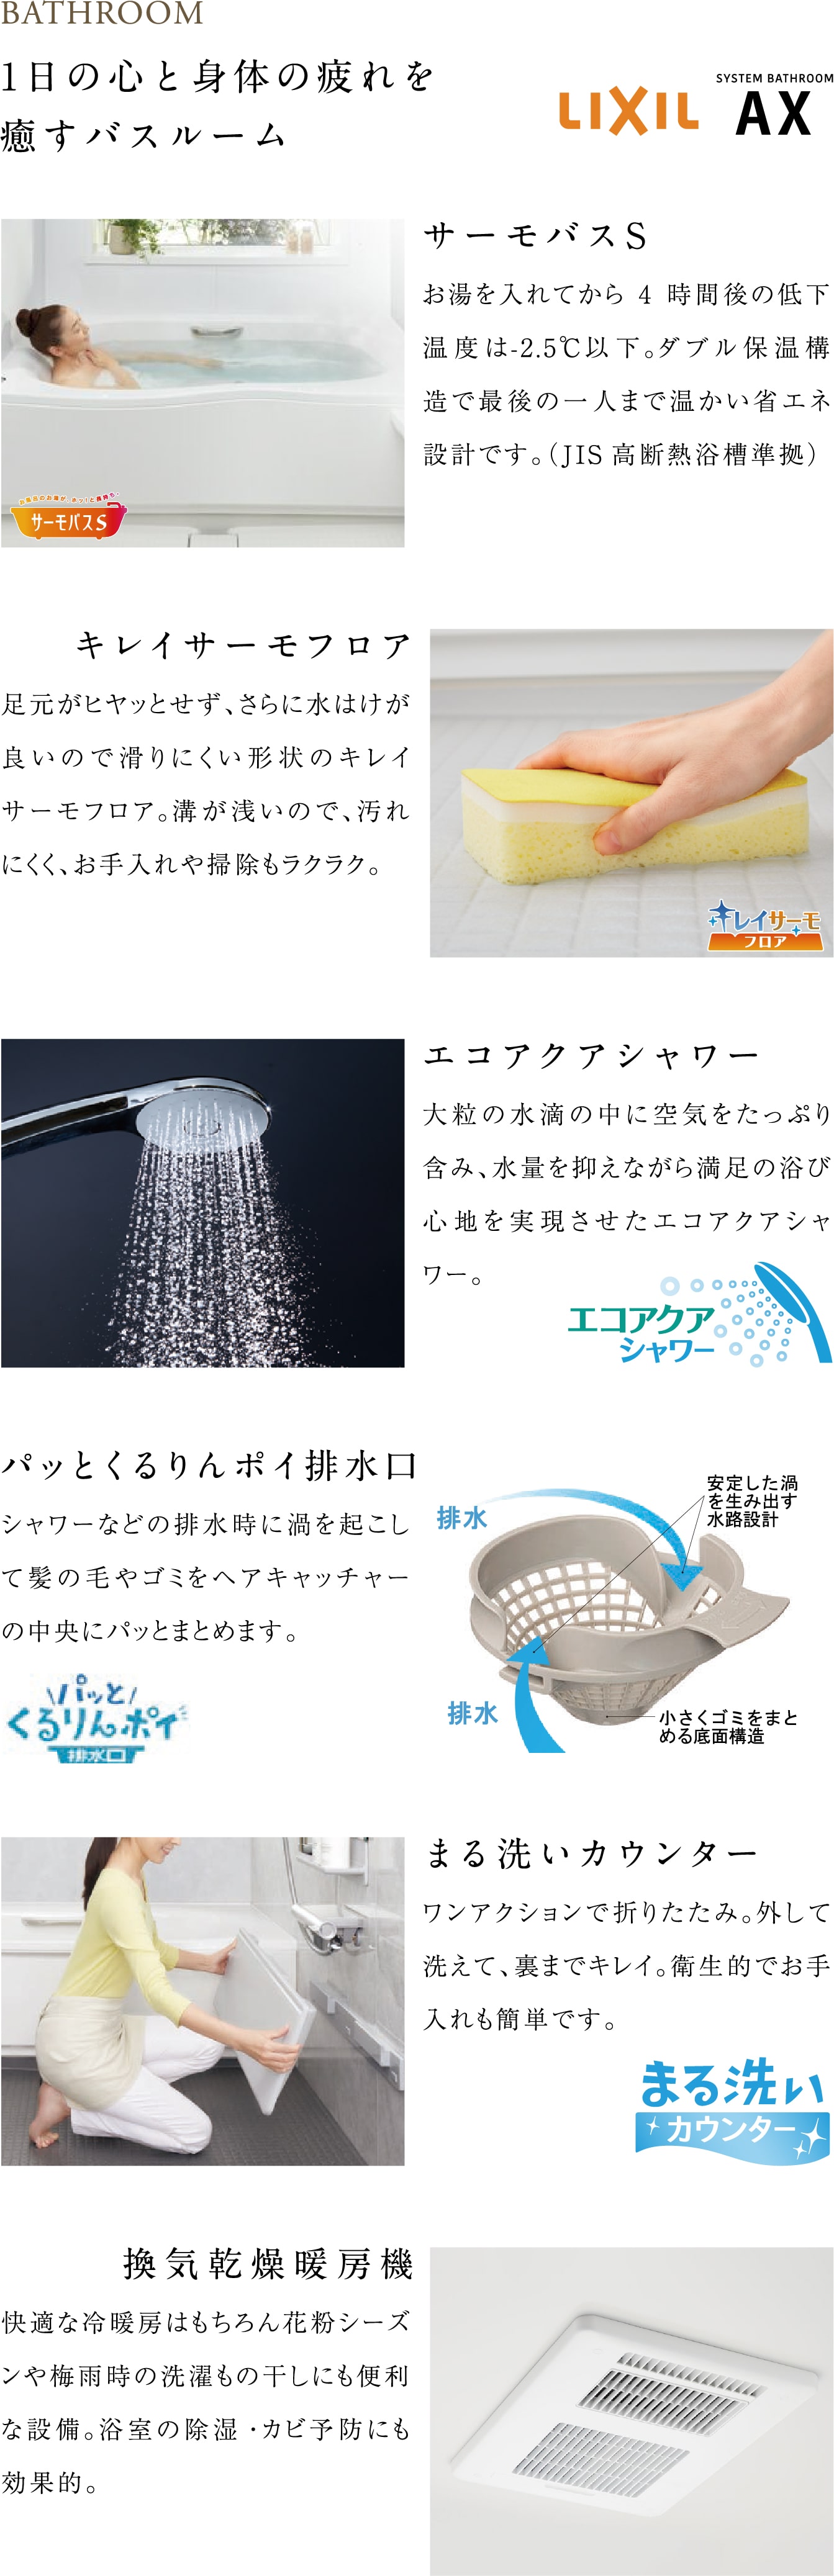 BATHROOM
1日の心と身体の疲れを
癒すバスルーム
LIXIL
SYSTEM BATHROOM
AX
サーモバスS
お湯を入れてから 4 時間後の低下
温度は-2.5℃以下。ダブル保温構
造で最後の一人まで温かい省エネ
設計です。（JIS 高断熱浴槽準拠）
サーモバスS
キレイサーモフロア
足元がヒヤッとせず、さらに水はけが
良いので滑りにくい形状のキレイ
サーモフロア。溝が浅いので、汚れ
にくく、お手入れや掃除もラクラク。
キレイサーモ
フロア
エコアクアシャワー
大粒の水滴の中に空気をたっぷり
含み、水量を抑えながら満足の浴び
心地を実現させたエコアクアシャ
ワー。
エコアクア
シャワー
パッとくるりんポイ排水口
シャワーなどの排水時に渦を起こし
て髪の毛やゴミをヘアキャッチャー
の中央にパッとまとめます。
パッと
くるりんポイ
排水口
排水
安定した渦
を生み出す
水路設計
排水
小さくゴミをまと
める底面構造
まる洗いカウンター
ワンアクションで折りたたみ。外して
洗えて、裏までキレイ。衛生的でお手
入れも簡単です。
まる洗い
カウンター
換気乾燥暖房機
快適な冷暖房はもちろん花粉シーズ
ンや梅雨時の洗濯もの干しにも便利
な設備。浴室の除湿・カビ予防にも
効果的。